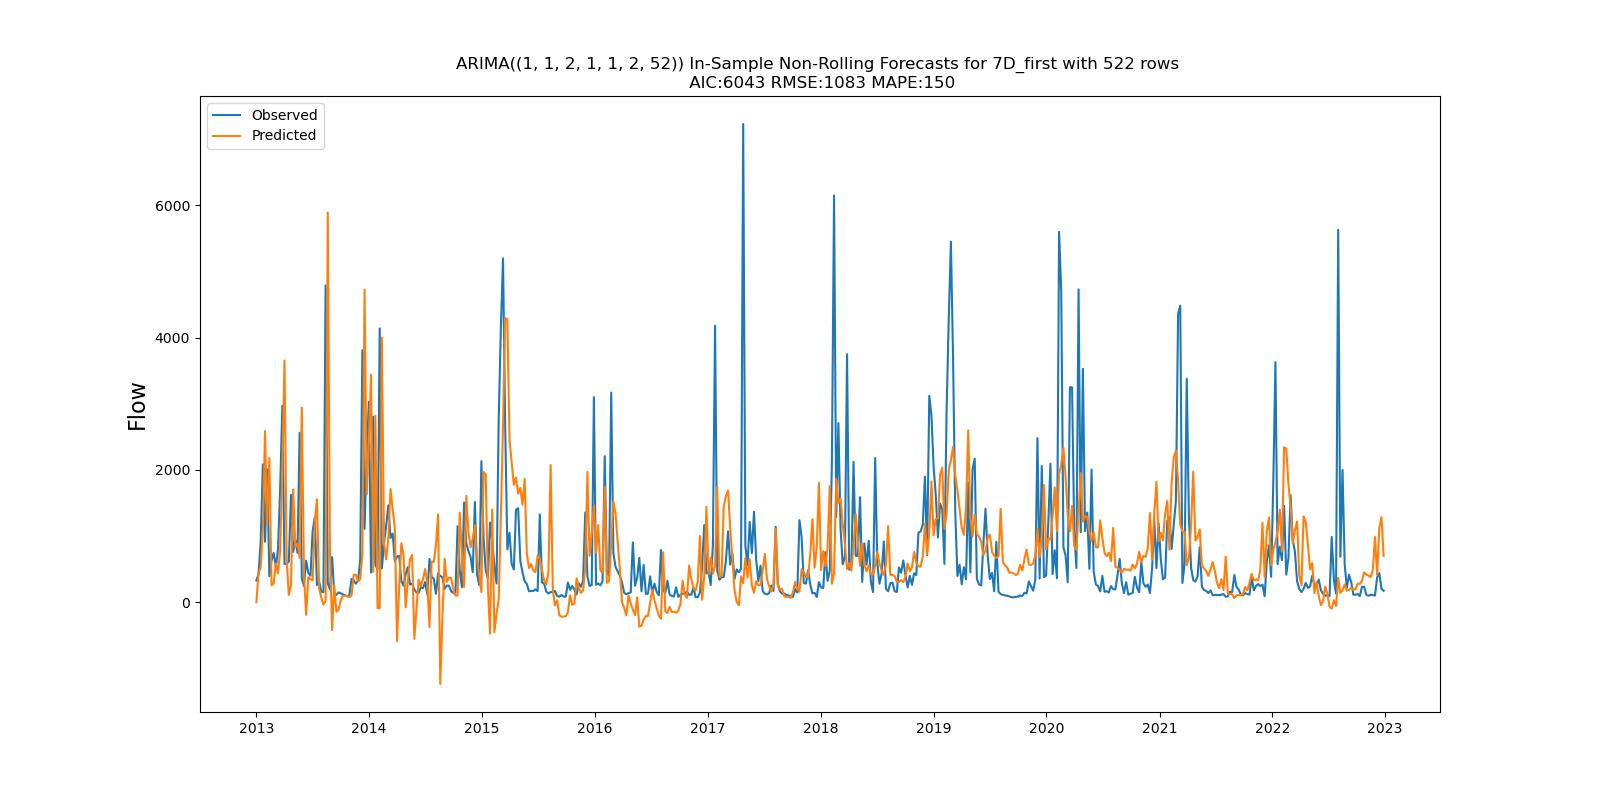 ARIMA((1, 1, 2, 1, 1, 2, 52)) In-Sample Non-Rolling Forecasts for 7D_first with 522 rows
AIC:6043 RMSE:1083 MAPE:150
Observed
Predicted
Flow
6000
4000
2000
0
2013 2014 2015 2016 2017 2018 2019 2020 2021 2022 2023